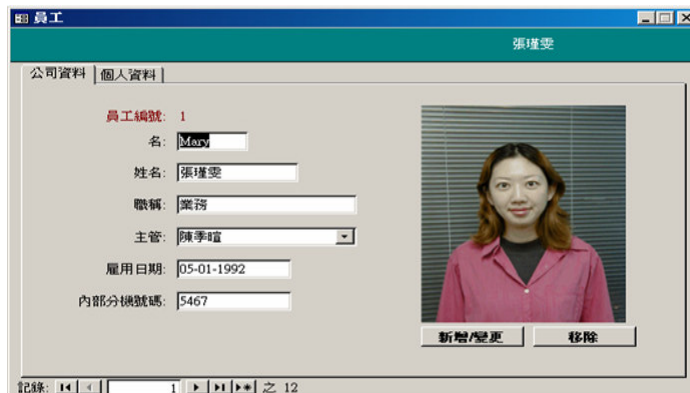 員工
張瑾雯
公司資料 個人資料
員工編號: 1
名: Mary
姓名: 張瑾雯
職稱: 業務
主管: 陳季暄
雇用日期: 05-01-1992
內部分機號碼: 5467
新增/變更 移除
記錄: 1 之 12